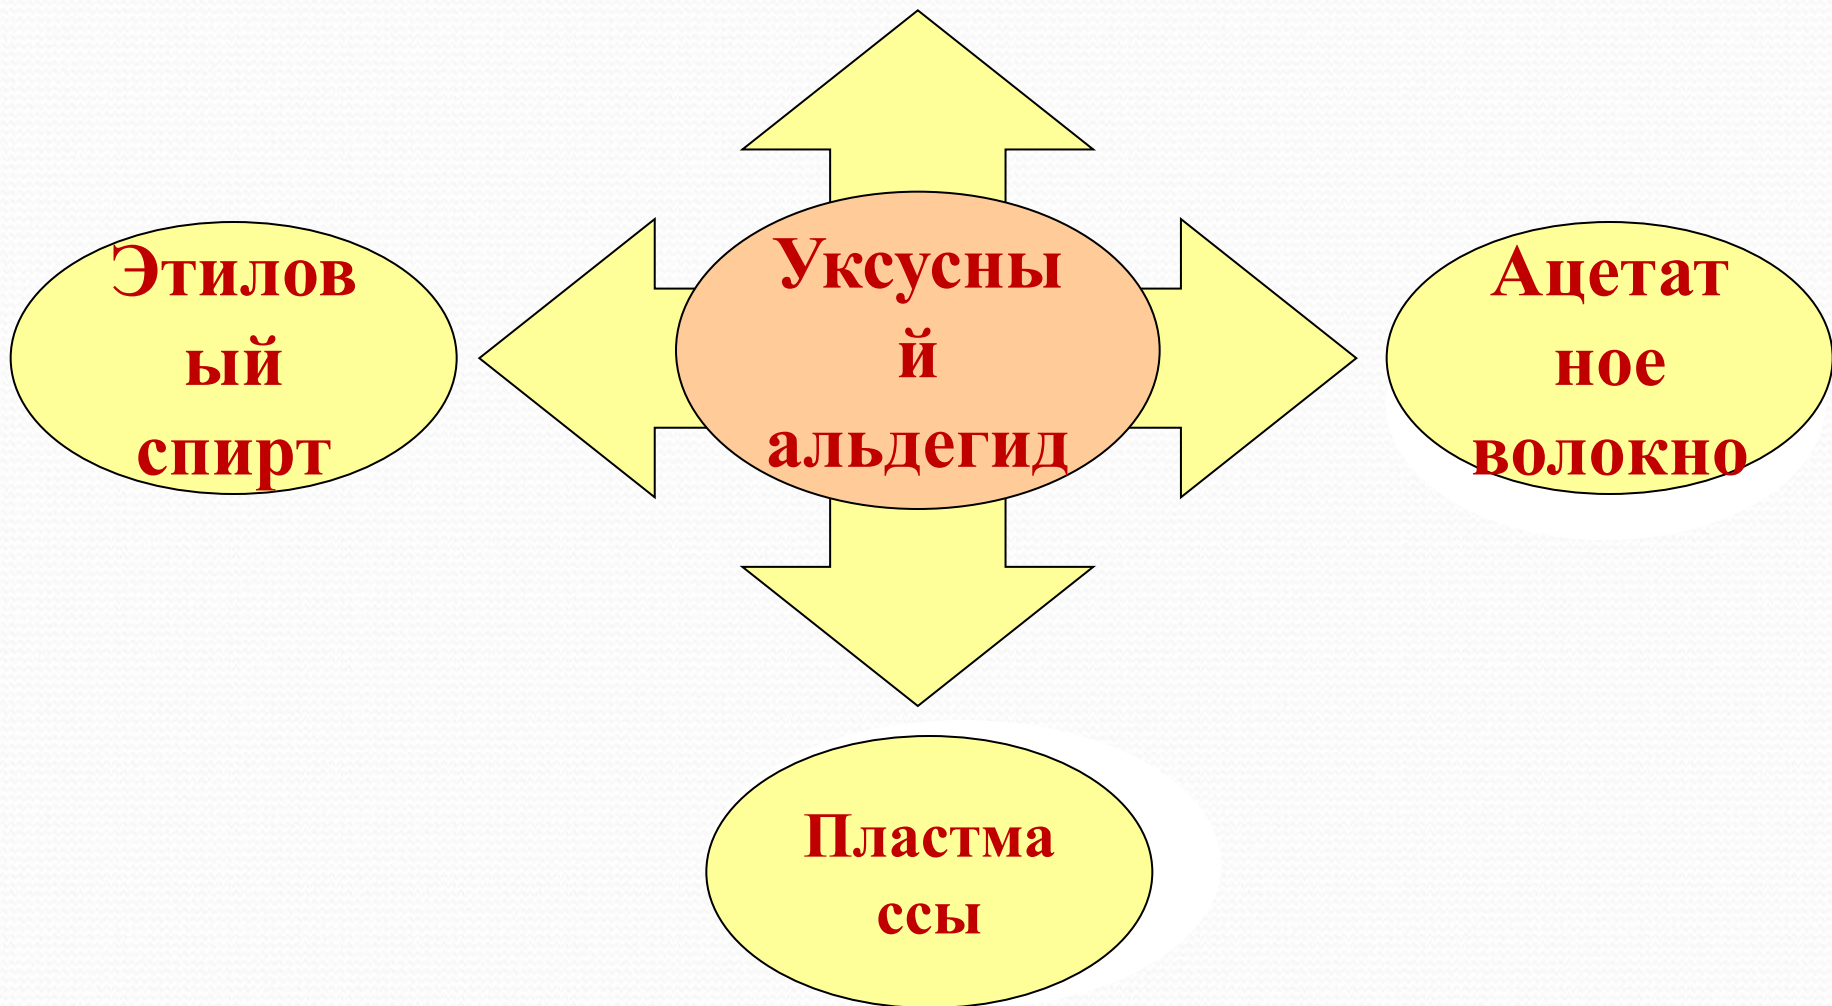 Этилов
ый
спирт
Уксусны
й
альдегид
Ацетат
ное
волокно
Пластма
ссы